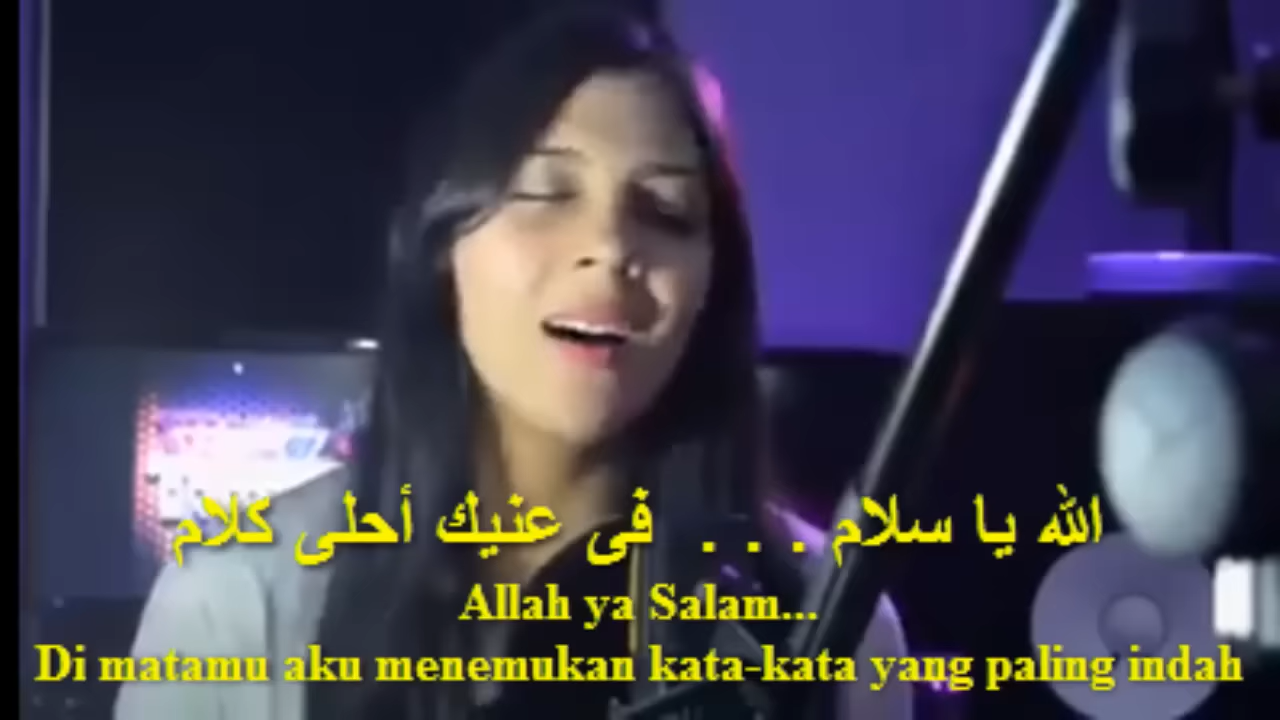 الله يا سلام . . . فى عنيك أحلى كلام
Allah ya Salam...
Di matamu aku menemukan kata-kata yang paling indah